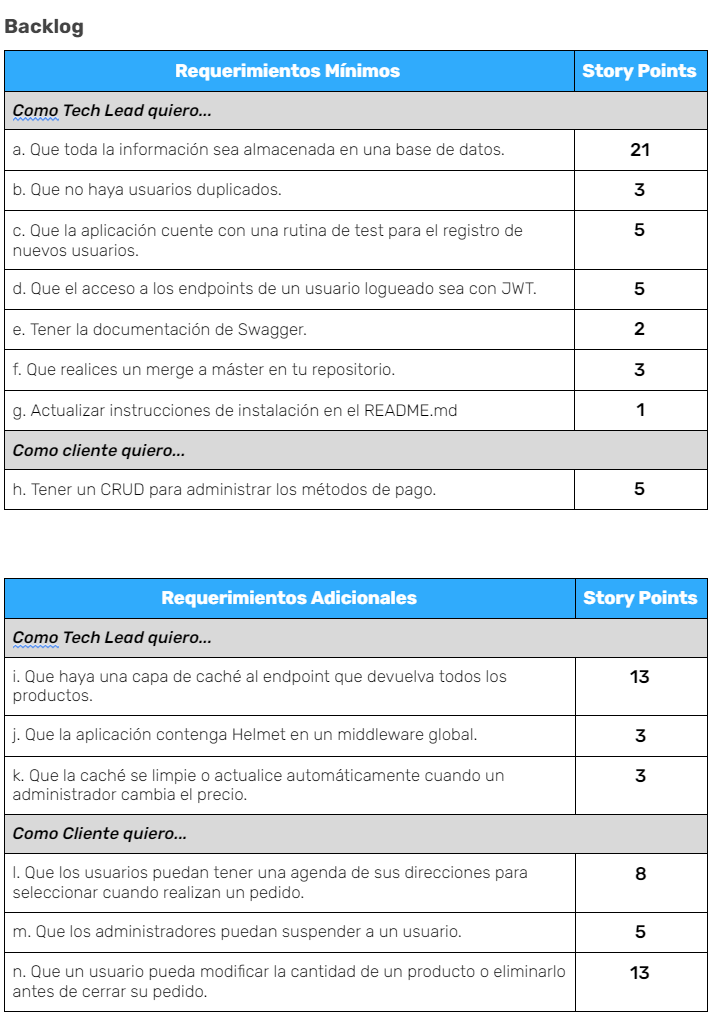 Backlog
Requerimientos Mínimos Story Points
Como Tech Lead quiero...
a. Que toda la información sea almacenada en una base de datos. 21
b. Que no haya usuarios duplicados. 3
c. Que la aplicación cuente con una rutina de test para el registro de 5
nuevos usuarios.
d. Que el acceso a los endpoints de un usuario logueado sea con JWT. 5
e. Tener la documentación de Swagger. 2
f. Que realices un merge a máster en tu repositorio. 3
g. Actualizar instrucciones de instalación en el README.md 1
Como cliente quiero...
h. Tener un CRUD para administrar los métodos de pago. 5
Requerimientos Adicionales Story Points
Como Tech Lead quiero...
i. Que haya una capa de caché al endpoint que devuelva todos los 13
productos.
j. Que la aplicación contenga Helmet en un middleware global. 3
k. Que la caché se limpie o actualice automáticamente cuando un 3
administrador cambia el precio.
Como Cliente quiero...
l. Que los usuarios puedan tener una agenda de sus direcciones para 8
seleccionar cuando realizan un pedido.
m. Que los administradores puedan suspender a un usuario. 5
n. Que un usuario pueda modificar la cantidad de un producto o eliminarlo 13
antes de cerrar su pedido.